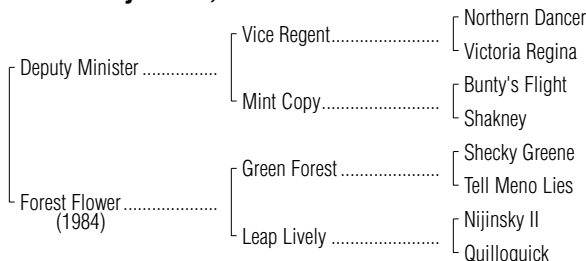 Northern Dancer
Vice Regent......................
Victoria Regina
Deputy Minister ................
Bunty's Flight
Mint Copy........................
Shakney
Shecky Greene
Green Forest ....................
Tell Meno Lies
Forest Flower ....................
(1984)
Nijinsky II
Leap Lively ......................
Quilloquick